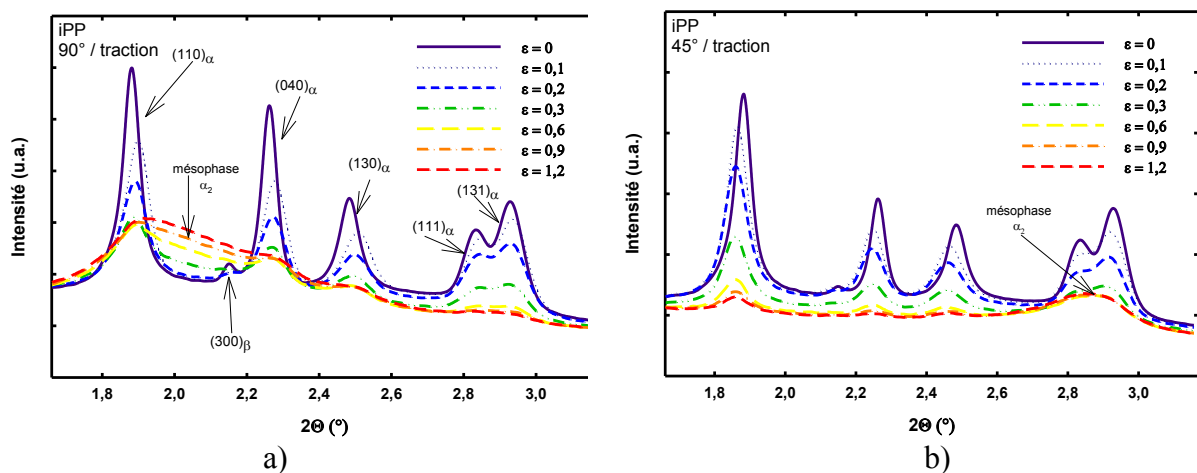 iPP
90° / traction
(110)α
(040)α
mésophase
α2
(130)α
(131)α
(111)α
(300)β
ε = 0
ε = 0,1
ε = 0,2
ε = 0,3
ε = 0,6
ε = 0,9
ε = 1,2
Intensité (u.a.)
1,8 2,0 2,2 2,4 2,6 2,8 3,0
2Θ (°)
a)
iPP
45° / traction
ε = 0
ε = 0,1
ε = 0,2
ε = 0,3
ε = 0,6
ε = 0,9
ε = 1,2
mésophase
α2
Intensité (u.a.)
1,8 2,0 2,2 2,4 2,6 2,8 3,0
2Θ (°)
b)